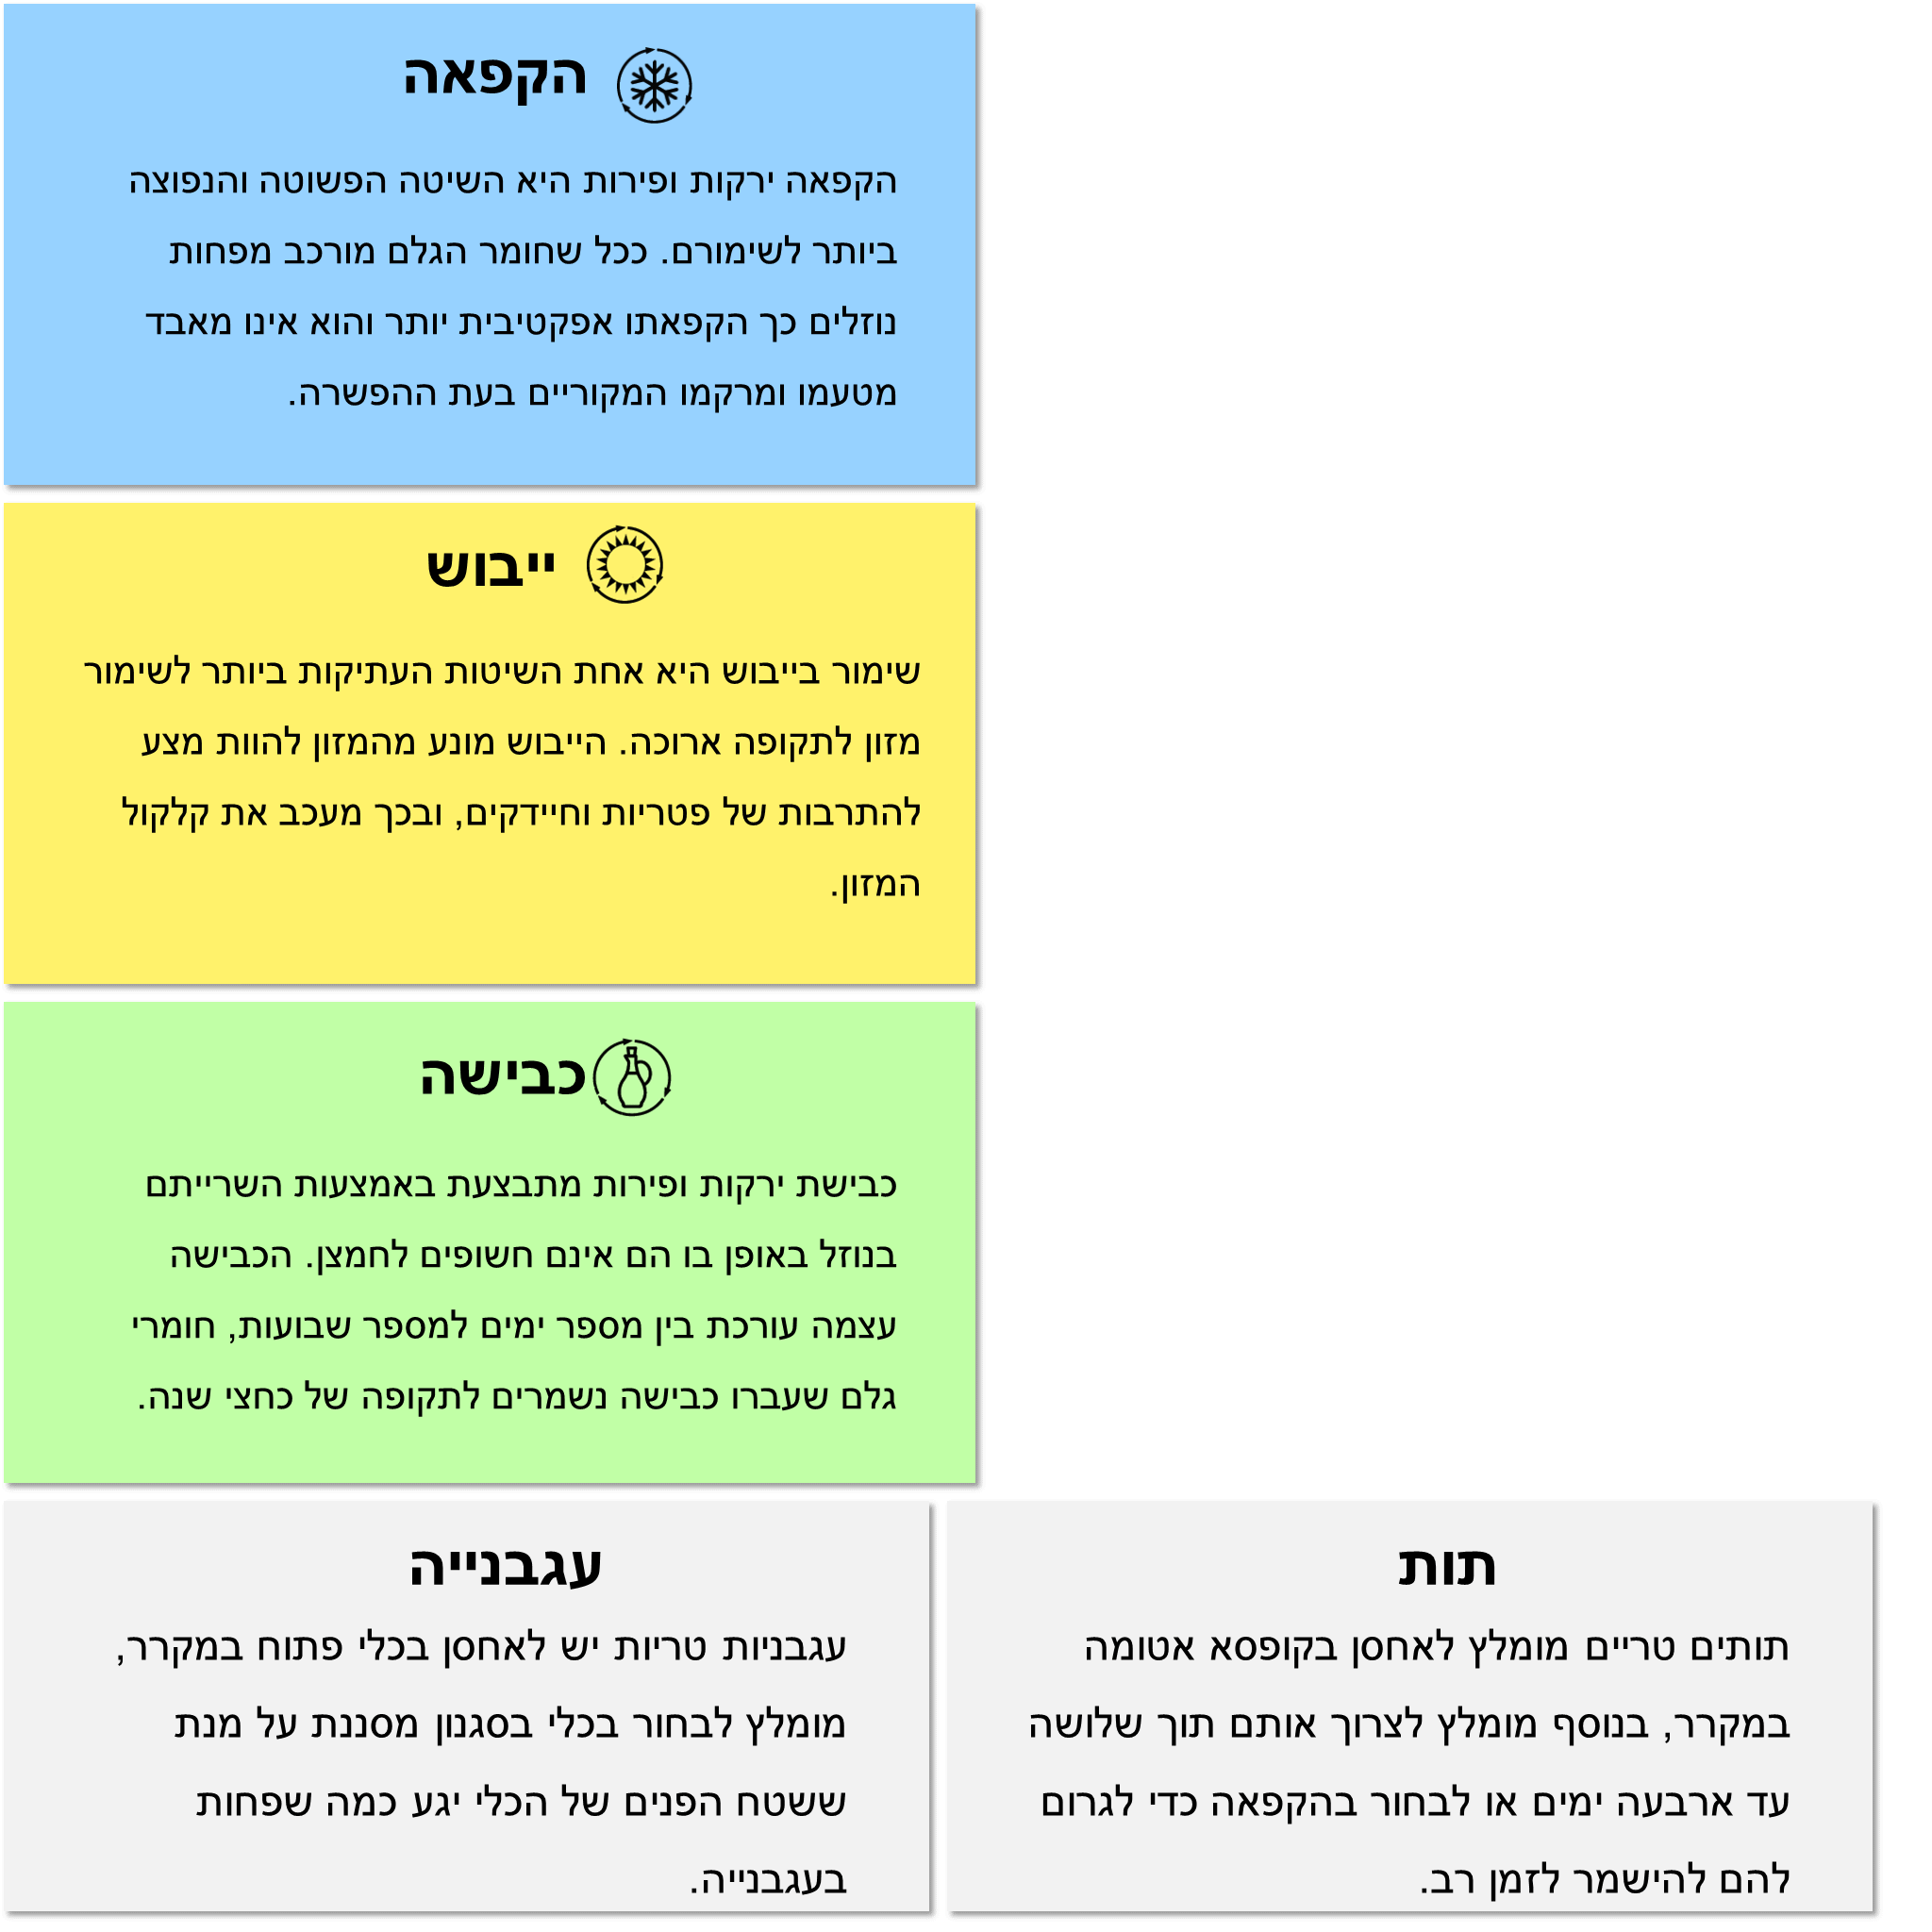 הקפאה
הקפאה ירקות ופירות היא השיטה הפשוטה והנפוצה
ביותר לשימורם. ככל שחומר הגלם מורכב מפחות
נוזלים כך הקפאתו אפקטיבית יותר והוא אינו מאבד
מטעמו ומרקמו המקוריים בעת ההפשרה.
ייבוש
שימור בייבוש היא אחת השיטות העתיקות ביותר לשימור
מזון לתקופה ארוכה. הייבוש מונע מהמזון להוות מצע
להתרבות של פטריות וחיידקים, ובכך מעכב את קלקול
המזון.
כבישה
כבישת ירקות ופירות מתבצעת באמצעות השרייתם
בנוזל באופן בו הם אינם חשופים לחמצן. הכבישה
עצמה עורכת בין מספר ימים למספר שבועות, חומרי
גלם שעברו כבישה נשמרים לתקופה של כחצי שנה.
תות
תותים טריים מומלץ לאחסן בקופסא אטומה
במקרר, בנוסף מומלץ לצרוך אותם תוך שלושה
עד ארבעה ימים או לבחור בהקפאה כדי לגרום
להם להישמר לזמן רב.
עגבנייה
עגבניות טריות יש לאחסן בכלי פתוח במקרר,
מומלץ לבחור בכלי בסגנון מסננת על מנת
ששטח הפנים של הכלי יגע כמה שפחות
בעגבנייה.